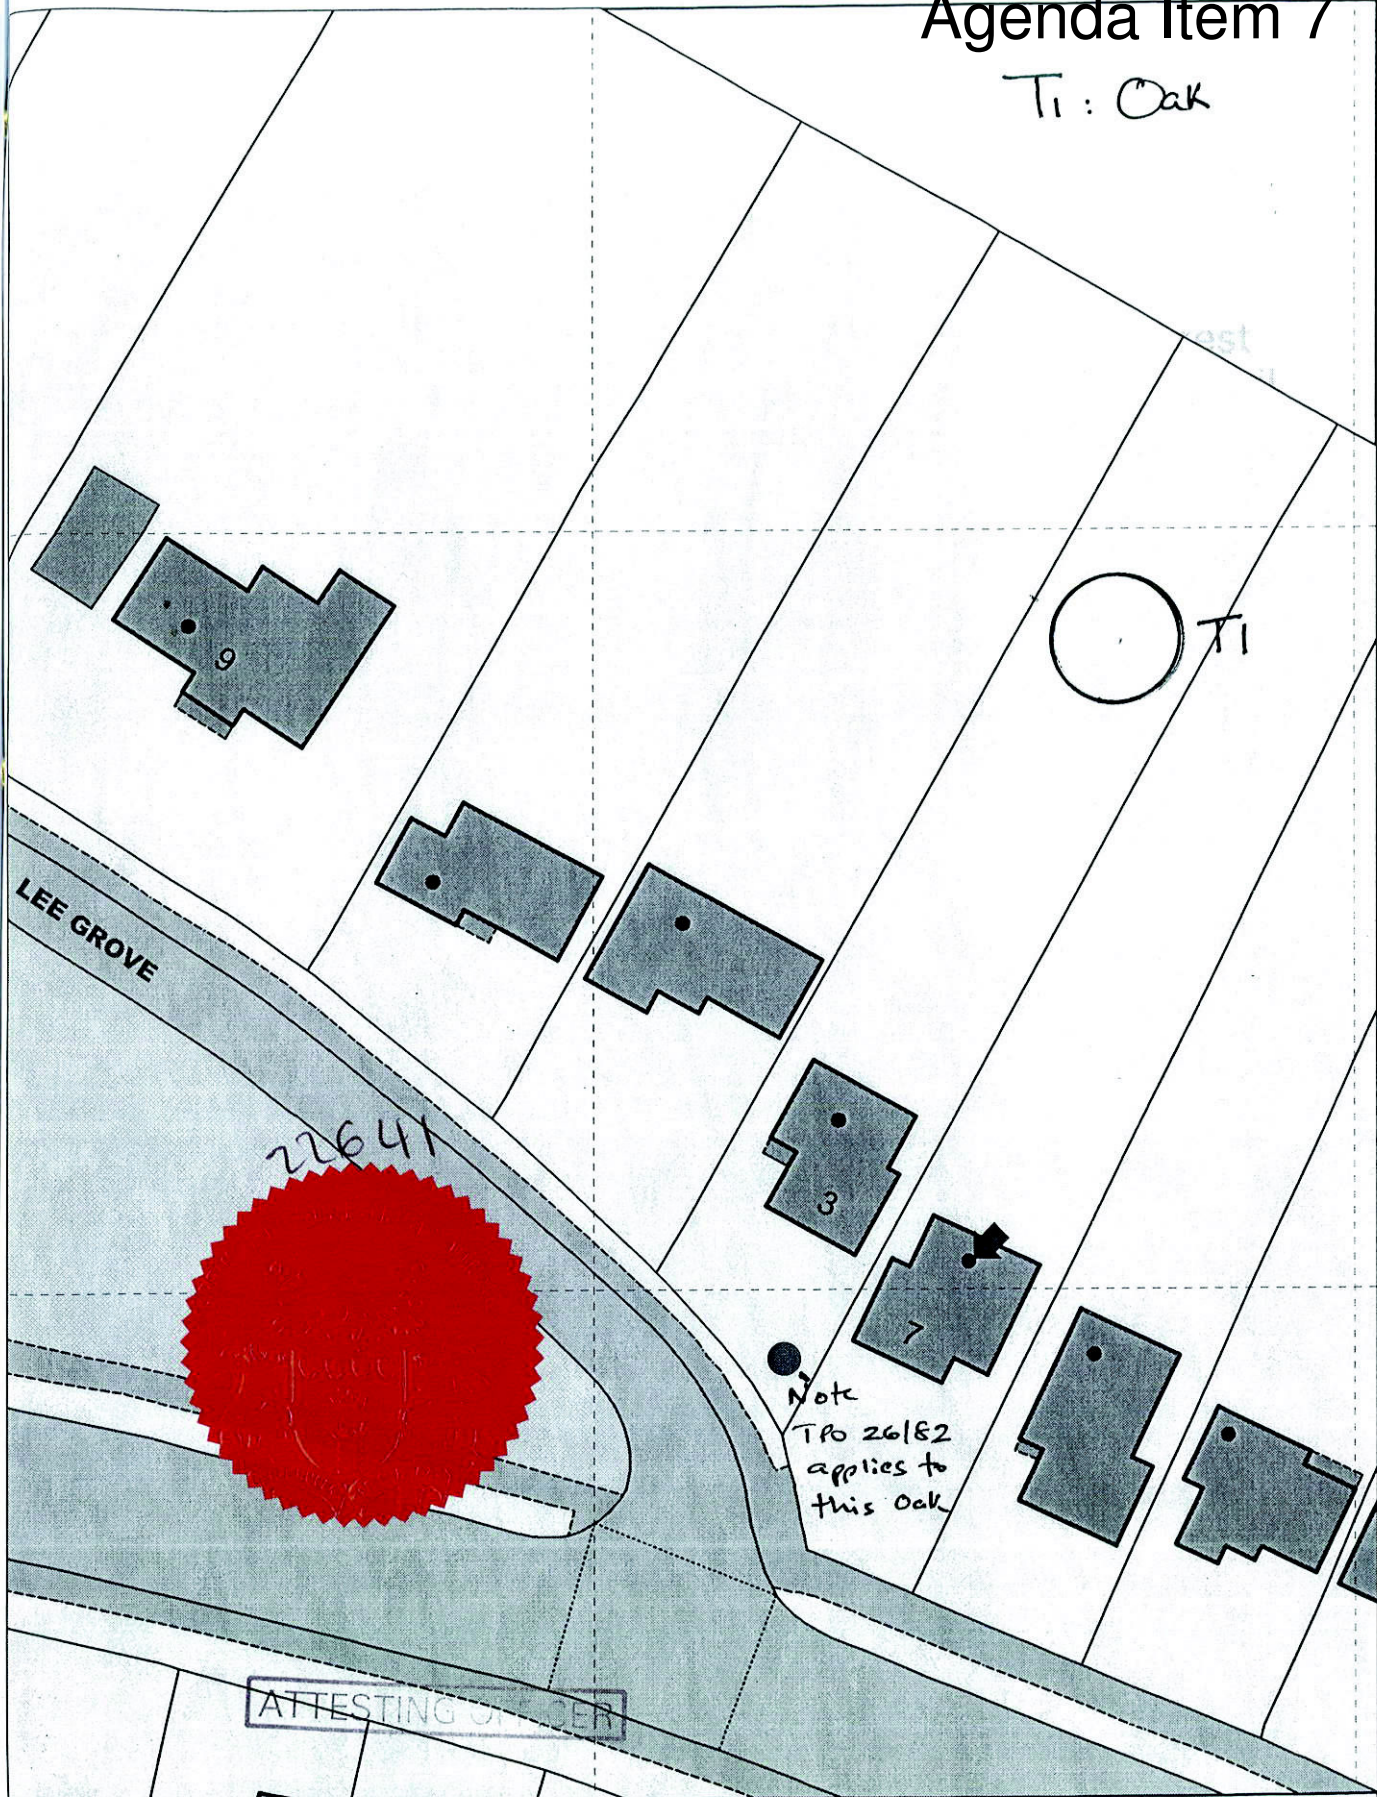 Agenda Item 7
T1 : Oak
est
T1
9
LEE GROVE
22641
3
7
Note
TPO 26/82
applies to
this Oak
ATTESTING OFFICER